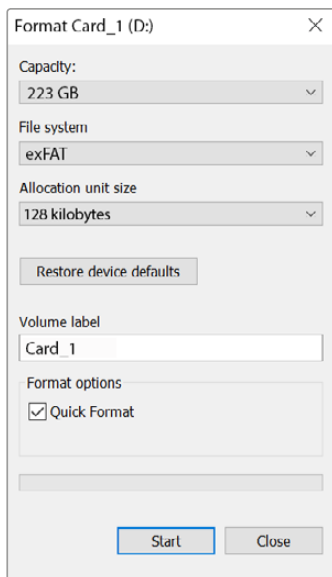 Format Card_1 (D:)
Capacity:
223 GB
File system
exFAT
Allocation unit size
128 kilobytes
Restore device defaults
Volume label
Card_1
Format options
Quick Format
Start Close